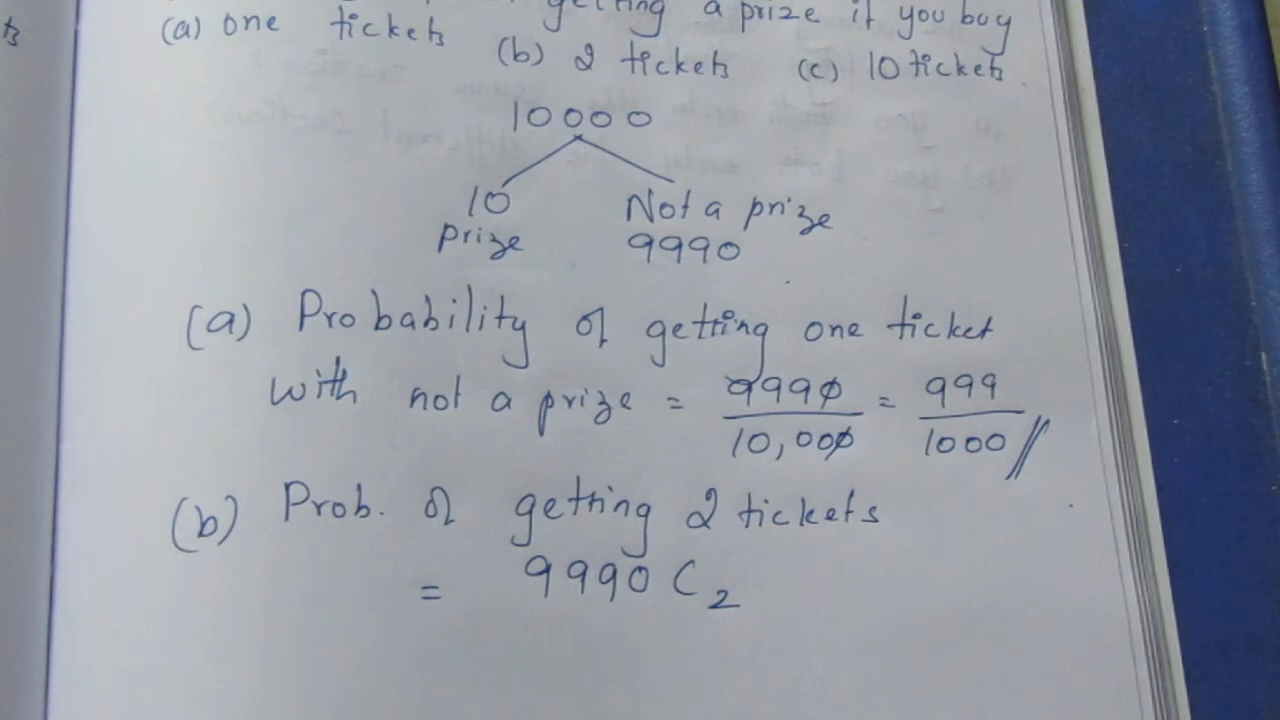 getting a prize if you buy
(a) one tickets (b) 2 tickets (c) 10 tickets.
10000
10 Not a prize
prize 9990
(a) Probability of getting one ticket
with not a prize = 9990/10,000 = 999/1000 //
(b) Prob. of getting 2 tickets
= 9990 C2